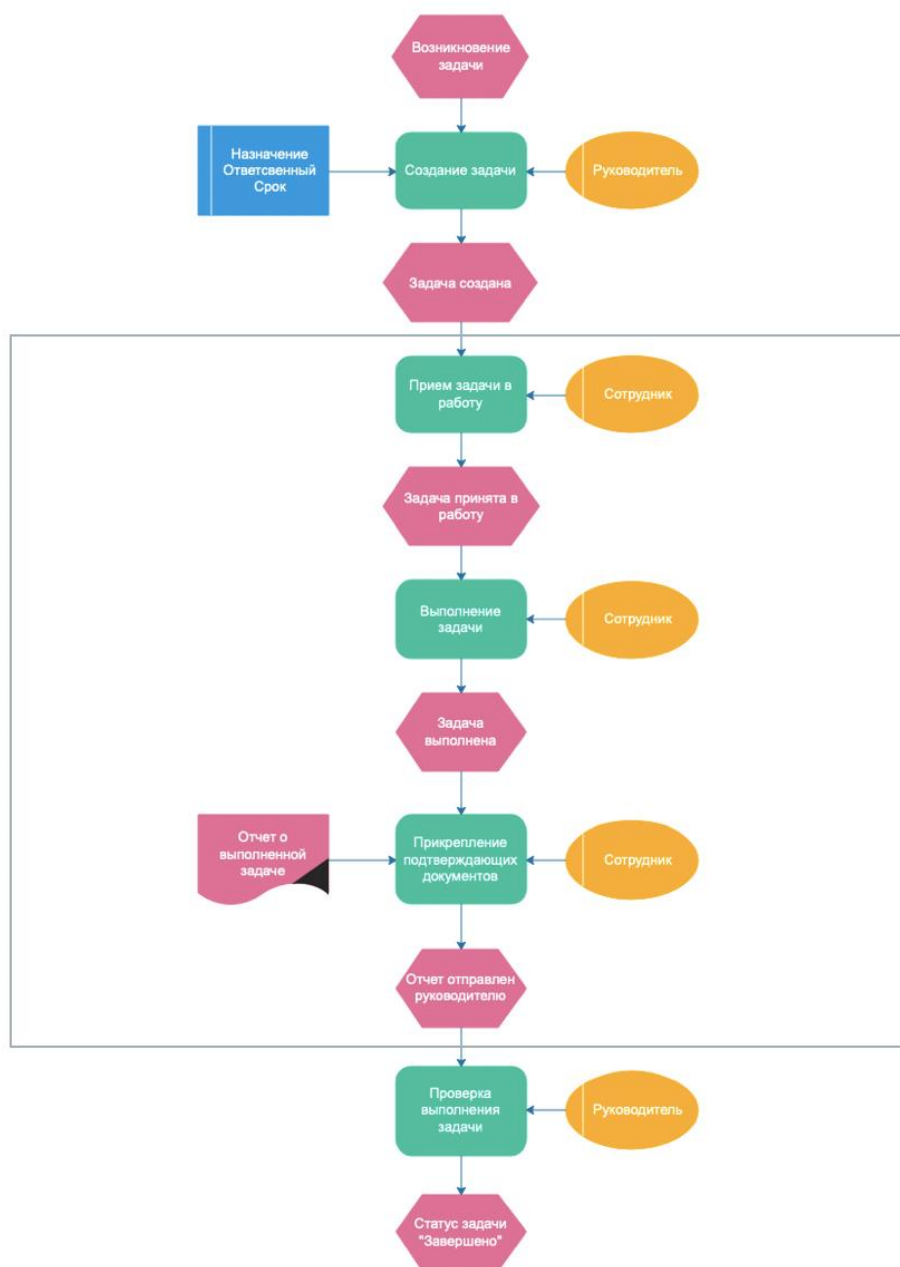 Возникновение
задачи
Назначение
Ответсвенный
Срок
Создание задачи
Руководитель
Задача создана
Прием задачи в
работу
Сотрудник
Задача принята в
работу
Выполнение
задачи
Сотрудник
Задача
выполнена
Отчет о
выполненной
задаче
Прикрепление
подтверждающих
документов
Сотрудник
Отчет отправлен
руководителю
Проверка
выполнения
задачи
Руководитель
Статус задачи
"Завершено"